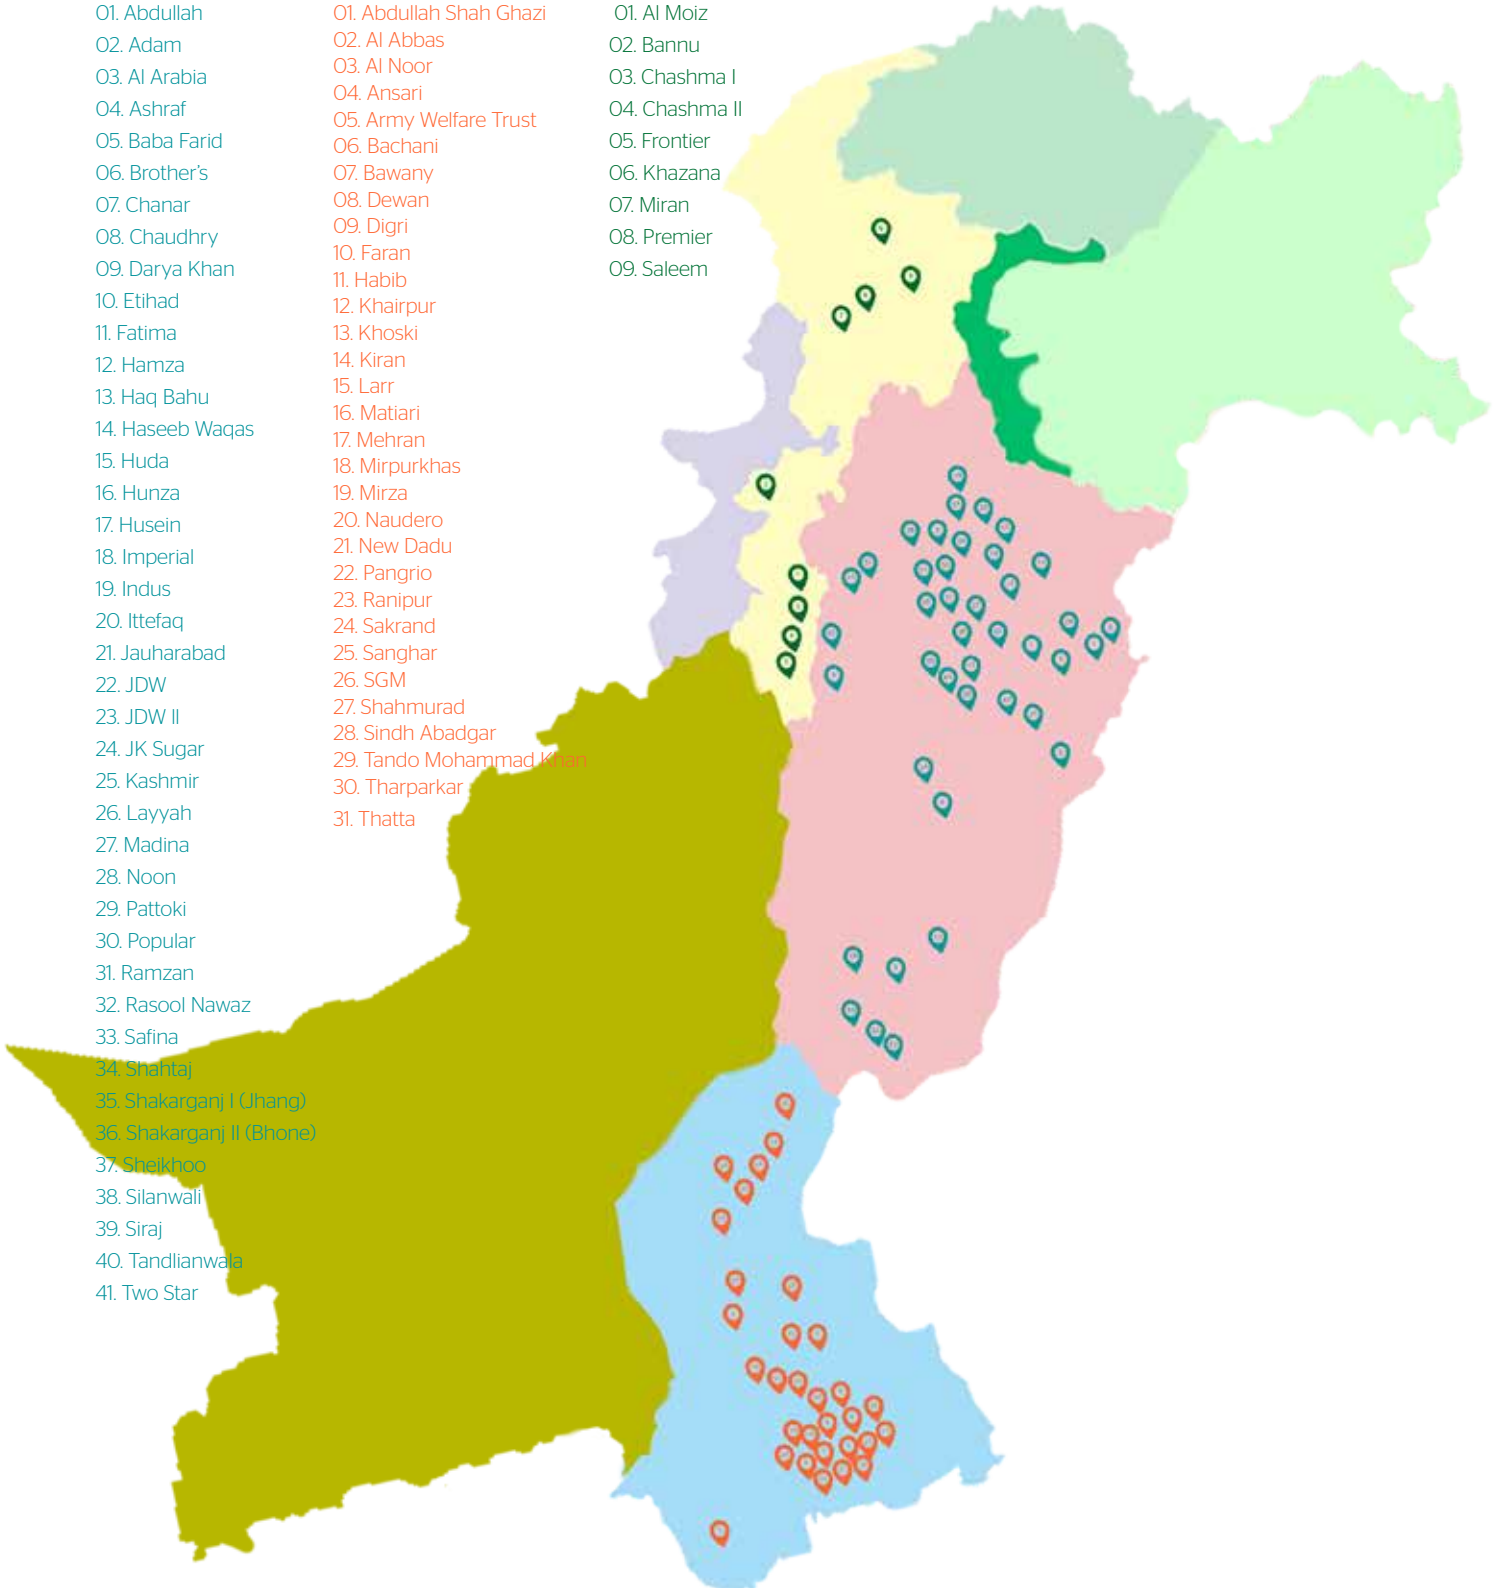 01. Abdullah
02. Adam
03. Al Arabia
04. Ashraf
05. Baba Farid
06. Brother's
07. Chanar
08. Chaudhry
09. Darya Khan
10. Etihad
11. Fatima
12. Hamza
13. Haq Bahu
14. Haseeb Waqas
15. Huda
16. Hunza
17. Husein
18. Imperial
19. Indus
20. Ittefaq
21. Jauharabad
22. JDW
23. JDW II
24. JK Sugar
25. Kashmir
26. Layyah
27. Madina
28. Noon
29. Pattoki
30. Popular
31. Ramzan
32. Rasool Nawaz
33. Safina
34. Shahtaj
35. Shakarganj I (Jhang)
36. Shakarganj II (Bhone)
37. Sheikhoo
38. Silanwali
39. Siraj
40. Tandlianwala
41. Two Star
01. Abdullah Shah Ghazi
02. Al Abbas
03. Al Noor
04. Ansari
05. Army Welfare Trust
06. Bachani
07. Bawany
08. Dewan
09. Digri
10. Faran
11. Habib
12. Khairpur
13. Khoski
14. Kiran
15. Larr
16. Matiari
17. Mehran
18. Mirpurkhas
19. Mirza
20. Naudero
21. New Dadu
22. Pangrio
23. Ranipur
24. Sakrand
25. Sanghar
26. SGM
27. Shahmurad
28. Sindh Abadgar
29. Tando Mohammad Khan
30. Tharparkar
31. Thatta
01. Al Moiz
02. Bannu
03. Chashma I
04. Chashma II
05. Frontier
06. Khazana
07. Miran
08. Premier
09. Saleem